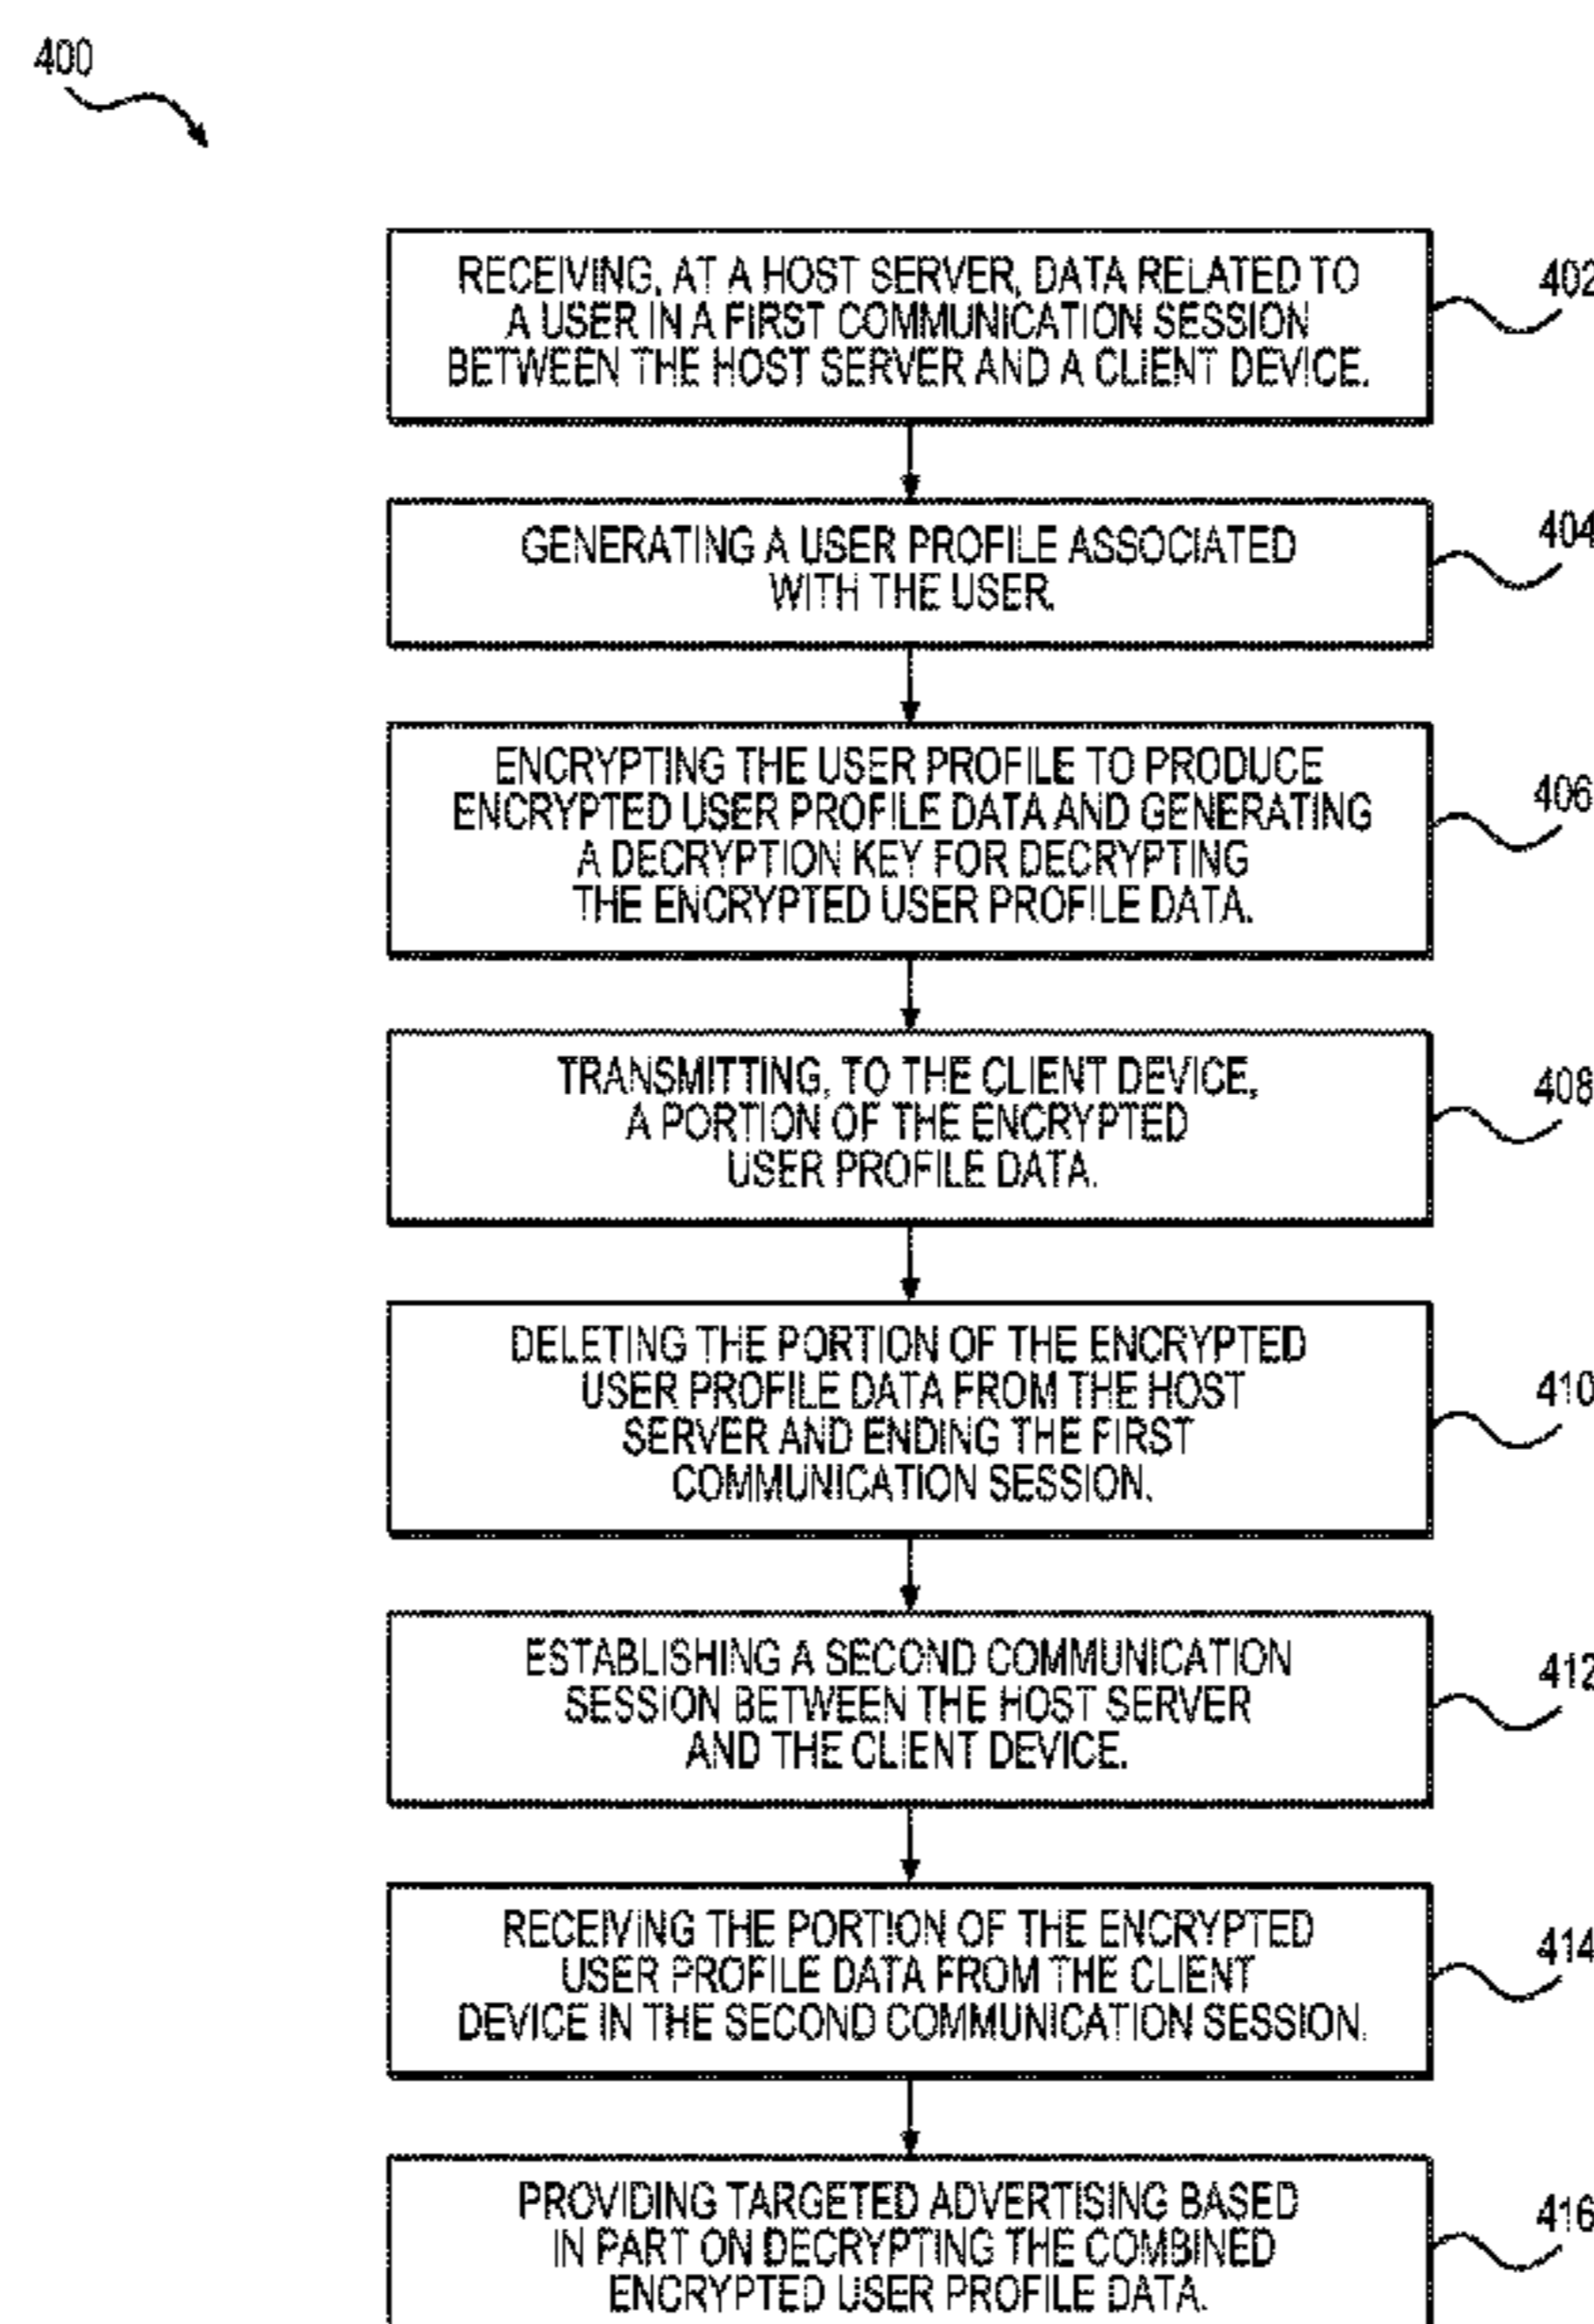 400
RECEIVING, AT A HOST SERVER, DATA RELATED TO
A USER IN A FIRST COMMUNICATION SESSION
BETWEEN THE HOST SERVER AND A CLIENT DEVICE.
402
GENERATING A USER PROFILE ASSOCIATED
WITH THE USER.
404
ENCRYPTING THE USER PROFILE TO PRODUCE
ENCRYPTED USER PROFILE DATA AND GENERATING
A DECRYPTION KEY FOR DECRYPTING
THE ENCRYPTED USER PROFILE DATA.
406
TRANSMITTING, TO THE CLIENT DEVICE,
A PORTION OF THE ENCRYPTED
USER PROFILE DATA.
408
DELETING THE PORTION OF THE ENCRYPTED
USER PROFILE DATA FROM THE HOST
SERVER AND ENDING THE FIRST
COMMUNICATION SESSION.
410
ESTABLISHING A SECOND COMMUNICATION
SESSION BETWEEN THE HOST SERVER
AND THE CLIENT DEVICE.
412
RECEIVING THE PORTION OF THE ENCRYPTED
USER PROFILE DATA FROM THE CLIENT
DEVICE IN THE SECOND COMMUNICATION SESSION.
414
PROVIDING TARGETED ADVERTISING BASED
IN PART ON DECRYPTING THE COMBINED
ENCRYPTED USER PROFILE DATA.
416